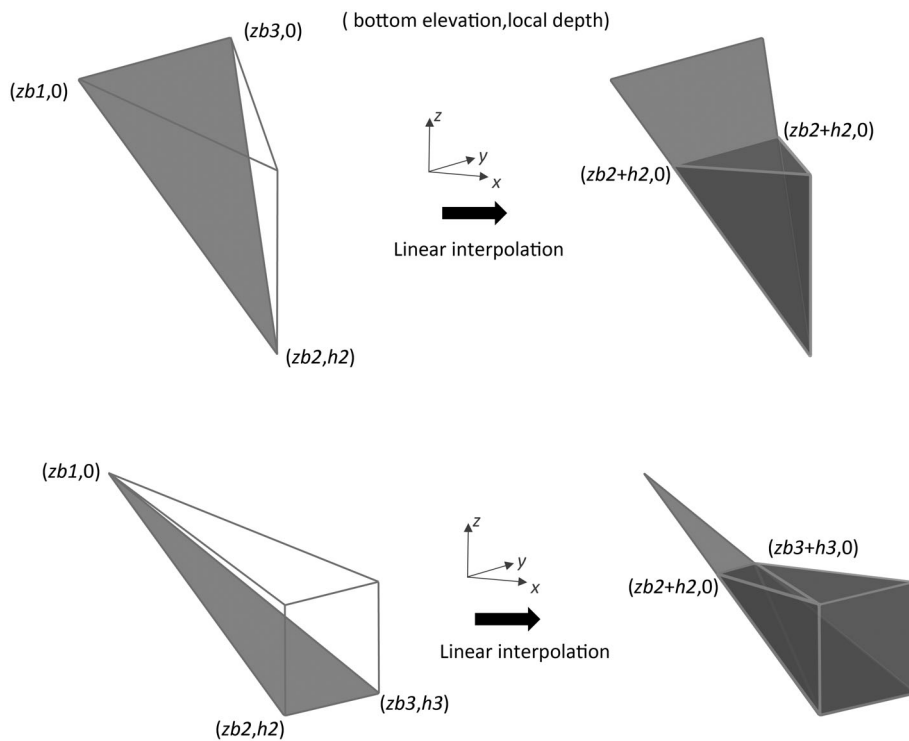 ( bottom elevation,local depth)
(zb3,0)
(zb1,0)
z
y
x
Linear interpolation
(zb2,h2)
(zb2+h2,0)
(zb2+h2,0)
(zb1,0)
z
y
x
Linear interpolation
(zb3,h3)
(zb2,h2)
(zb3+h3,0)
(zb2+h2,0)